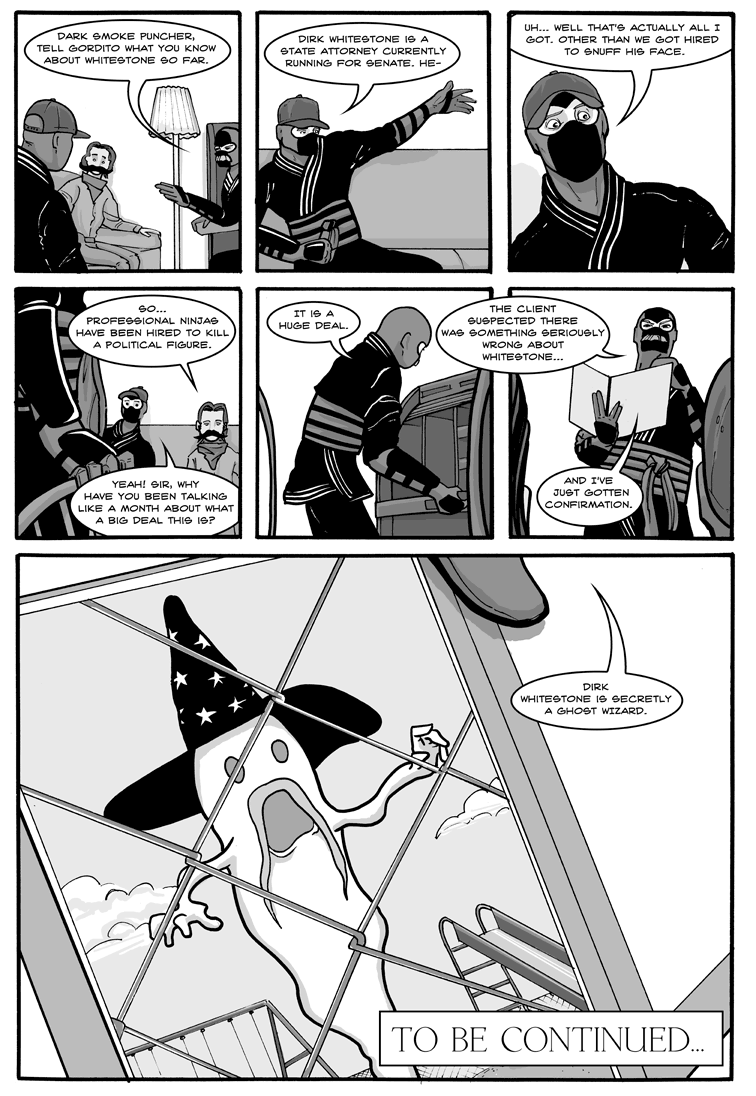 DARK SMOKE PUNCHER,
TELL GORDITO WHAT YOU KNOW
ABOUT WHITESTONE SO FAR.
DIRK WHITESTONE IS A
STATE ATTORNEY CURRENTLY
RUNNING FOR SENATE. HE-
UH... WELL THAT'S ACTUALLY ALL I
GOT. OTHER THAN WE GOT HIRED
TO SNUFF HIS FACE.
SO...
PROFESSIONAL NINJAS
HAVE BEEN HIRED TO KILL
A POLITICAL FIGURE.
YEAH! SIR, WHY
HAVE YOU BEEN TALKING
LIKE A MONTH ABOUT WHAT
A BIG DEAL THIS IS?
IT IS A
HUGE DEAL.
THE CLIENT
SUSPECTED THERE
WAS SOMETHING SERIOUSLY
WRONG ABOUT
WHITESTONE...
AND I'VE
JUST GOTTEN
CONFIRMATION.
DIRK
WHITESTONE IS SECRETLY
A GHOST WIZARD.
TO BE CONTINUED...